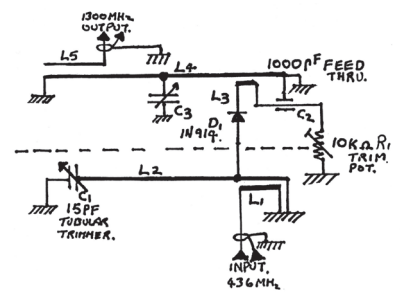 1300MHz
OUTPUT.
L5
L4
1000pF FEED
THRU.
L3
C3
C2
D1
1N914.
10KΩ R1
TRIM
POT.
L2
C1
15PF
TUBULAR
TRIMMER.
L1
INPUT.
436MHz